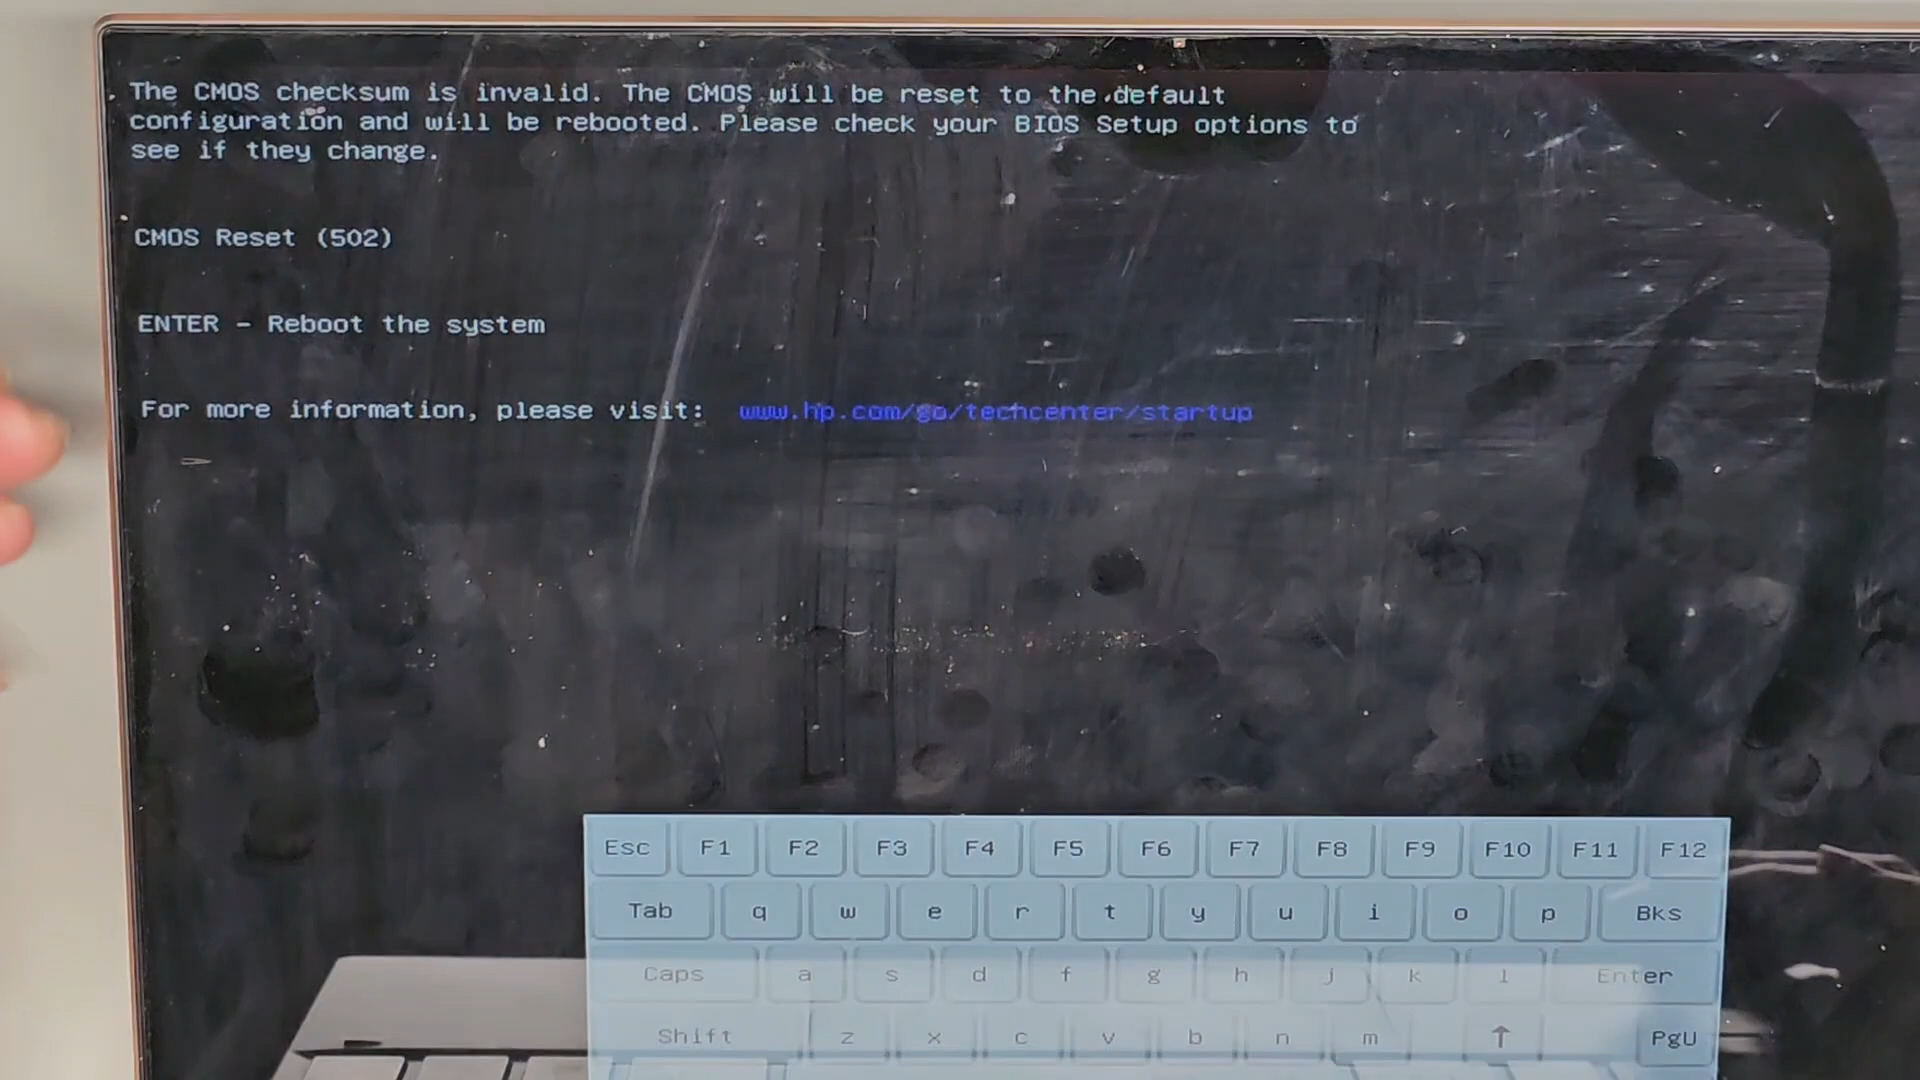 The CMOS checksum is invalid. The CMOS will be reset to the default
configuration and will be rebooted. Please check your BIOS Setup options to
see if they change.
CMOS Reset (502)
ENTER - Reboot the system
For more information, please visit: www.hp.com/go/techcenter/startup
Esc F1 F2 F3 F4 F5 F6 F7 F8 F9 F10 F11 F12
Tab q w e r t y u i o p Bks
Caps a s d f g h j k l Enter
Shift z x c v b n m ↑ PgU